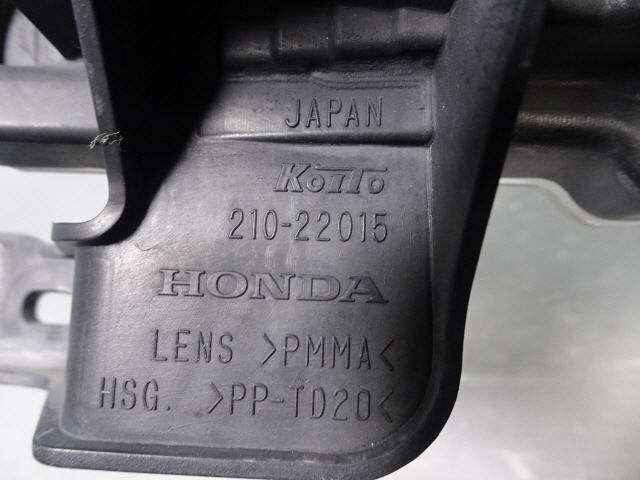 JAPAN
KOITO
210-22015
HONDA
LENS >PMMA<
HSG. >PP-TD20<